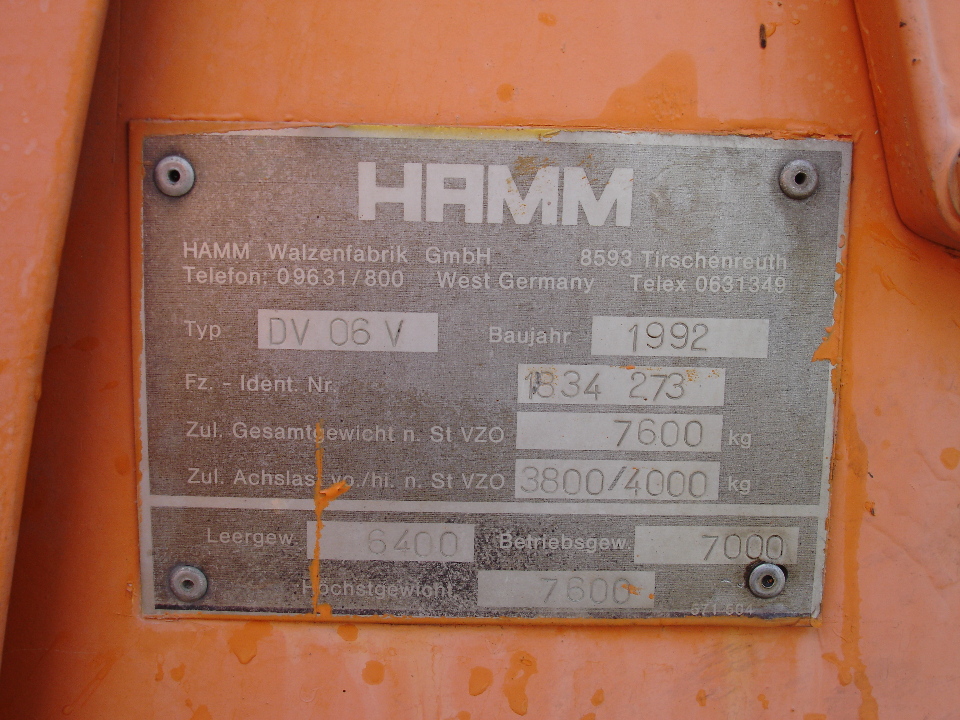 HAMM
HAMM Walzenfabrik GmbH 8593 Tirschenreuth
Telefon: 09631/800 West Germany Telex 0631349
Typ DV 06 V Baujahr 1992
Fz. - Ident. Nr. 1834 273
Zul. Gesamtgewicht n. St VZO 7600 kg
Zul. Achslast vo./hi. n. St VZO 3800/4000 kg
Leergew. 6400 Betriebsgew. 7000
Höchstgewicht 7600